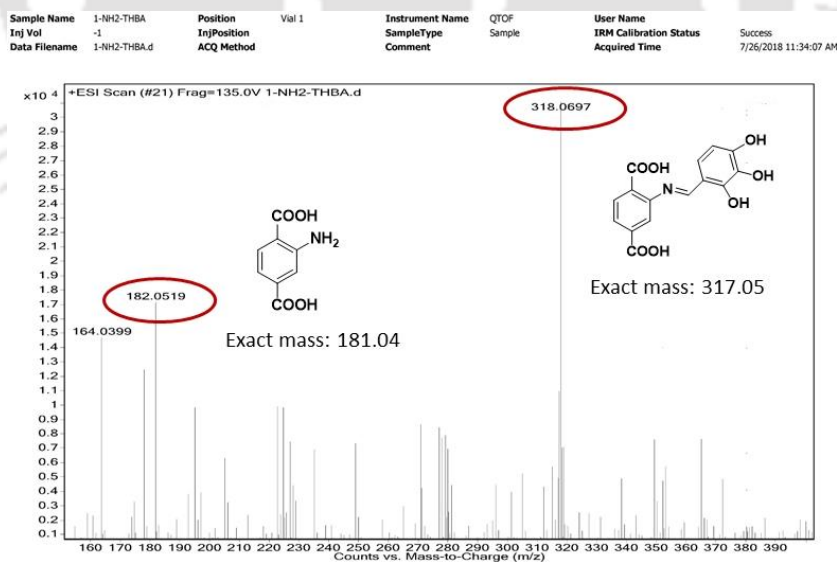 Sample Name 1-NH2-THBA Position Vial 1 Instrument Name QTOF User Name
Inj Vol -1 InjPosition SampleType Sample IRM Calibration Status Success
Data Filename 1-NH2-THBA.d ACQ Method Comment Acquired Time 7/26/2018 11:34:07 AM
x10 4 +ESI Scan (#21) Frag=135.0V 1-NH2-THBA.d
3
2.9
2.8
2.7
2.6
2.5
2.4
2.3
2.2
2.1
2
1.9
1.8
1.7
1.6
1.5
1.4
1.3
1.2
1.1
1
0.9
0.8
0.7
0.6
0.5
0.4
0.3
0.2
0.1
318.0697
COOH
N
OH
OH
OH
COOH
Exact mass: 317.05
COOH
NH₂
COOH
Exact mass: 181.04
182.0519
164.0399
160 170 180 190 200 210 220 230 240 250 260 270 280 290 300 310 320 330 340 350 360 370 380 390
Counts vs. Mass-to-Charge (m/z)